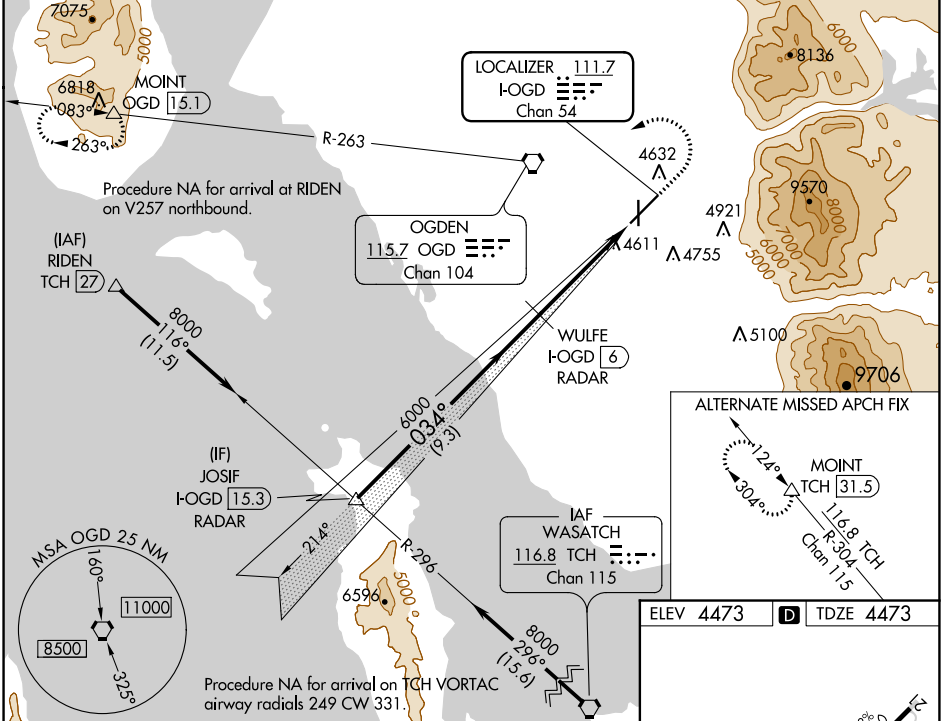 7075
5000
6818
083°
263°
MOINT
OGD 15.1
R-263
LOCALIZER 111.7
I-OGD
Chan 54
8136
6000
4632
9570
8000
4921
6000
5000
4611
4755
Procedure NA for arrival at RIDEN
on V257 northbound.
OGDEN
115.7 OGD
Chan 104
(IAF)
RIDEN
TCH 27
8000
116°
(11.5)
WULFE
I-OGD 6
RADAR
5100
9706
6000
034°
(9.3)
(IF)
JOSIF
I-OGD 15.3
RADAR
214°
R-296
ALTERNATE MISSED APCH FIX
124°
304°
MOINT
TCH 31.5
116.8 TCH
R-304
Chan 115
IAF
WASATCH
116.8 TCH
Chan 115
MSA OGD 25 NM
160°
11000
8500
325°
6596
5000
8000
296°
(15.6)
Procedure NA for arrival on TCH VORTAC
airway radials 249 CW 331.
ELEV 4473 D TDZE 4473
21